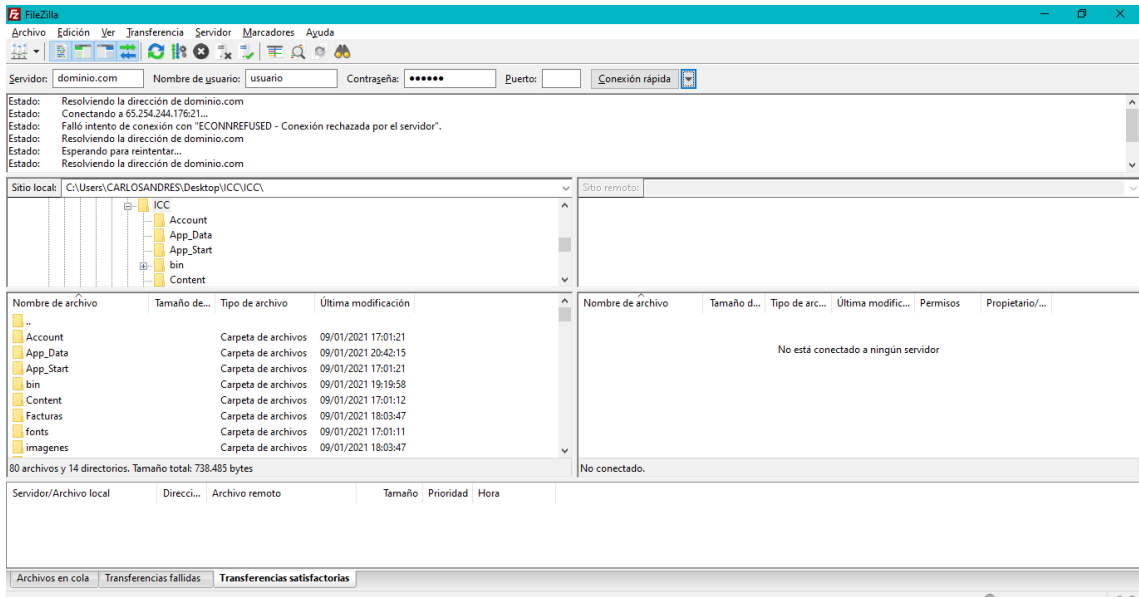 FileZilla
Archivo Edición Ver Transferencia Servidor Marcadores Ayuda
Servidor: dominio.com Nombre de usuario: usuario Contraseña: ●●●●●● Puerto: Conexión rápida
Estado: Resolviendo la dirección de dominio.com
Estado: Conectando a 65.254.244.176:21...
Estado: Falló intento de conexión con "ECONNREFUSED - Conexión rechazada por el servidor".
Estado: Resolviendo la dirección de dominio.com
Estado: Esperando para reintentar...
Estado: Resolviendo la dirección de dominio.com
Sitio local: C:\Users\CARLOSANDRES\Desktop\ICC\ICC\ Sitio remoto:
ICC
Account
App_Data
App_Start
bin
Content
Nombre de archivo Tamaño de... Tipo de archivo Última modificación
..
Account Carpeta de archivos 09/01/2021 17:01:21
App_Data Carpeta de archivos 09/01/2021 20:42:15
App_Start Carpeta de archivos 09/01/2021 17:01:21
bin Carpeta de archivos 09/01/2021 19:19:58
Content Carpeta de archivos 09/01/2021 17:01:12
Facturas Carpeta de archivos 09/01/2021 18:03:47
fonts Carpeta de archivos 09/01/2021 17:01:11
imagenes Carpeta de archivos 09/01/2021 18:03:47
80 archivos y 14 directorios. Tamaño total: 738.485 bytes
Nombre de archivo Tamaño d... Tipo de arc... Última modific... Permisos Propietario/...
No está conectado a ningún servidor
No conectado.
Servidor/Archivo local Direcci... Archivo remoto Tamaño Prioridad Hora
Archivos en cola Transferencias fallidas Transferencias satisfactorias